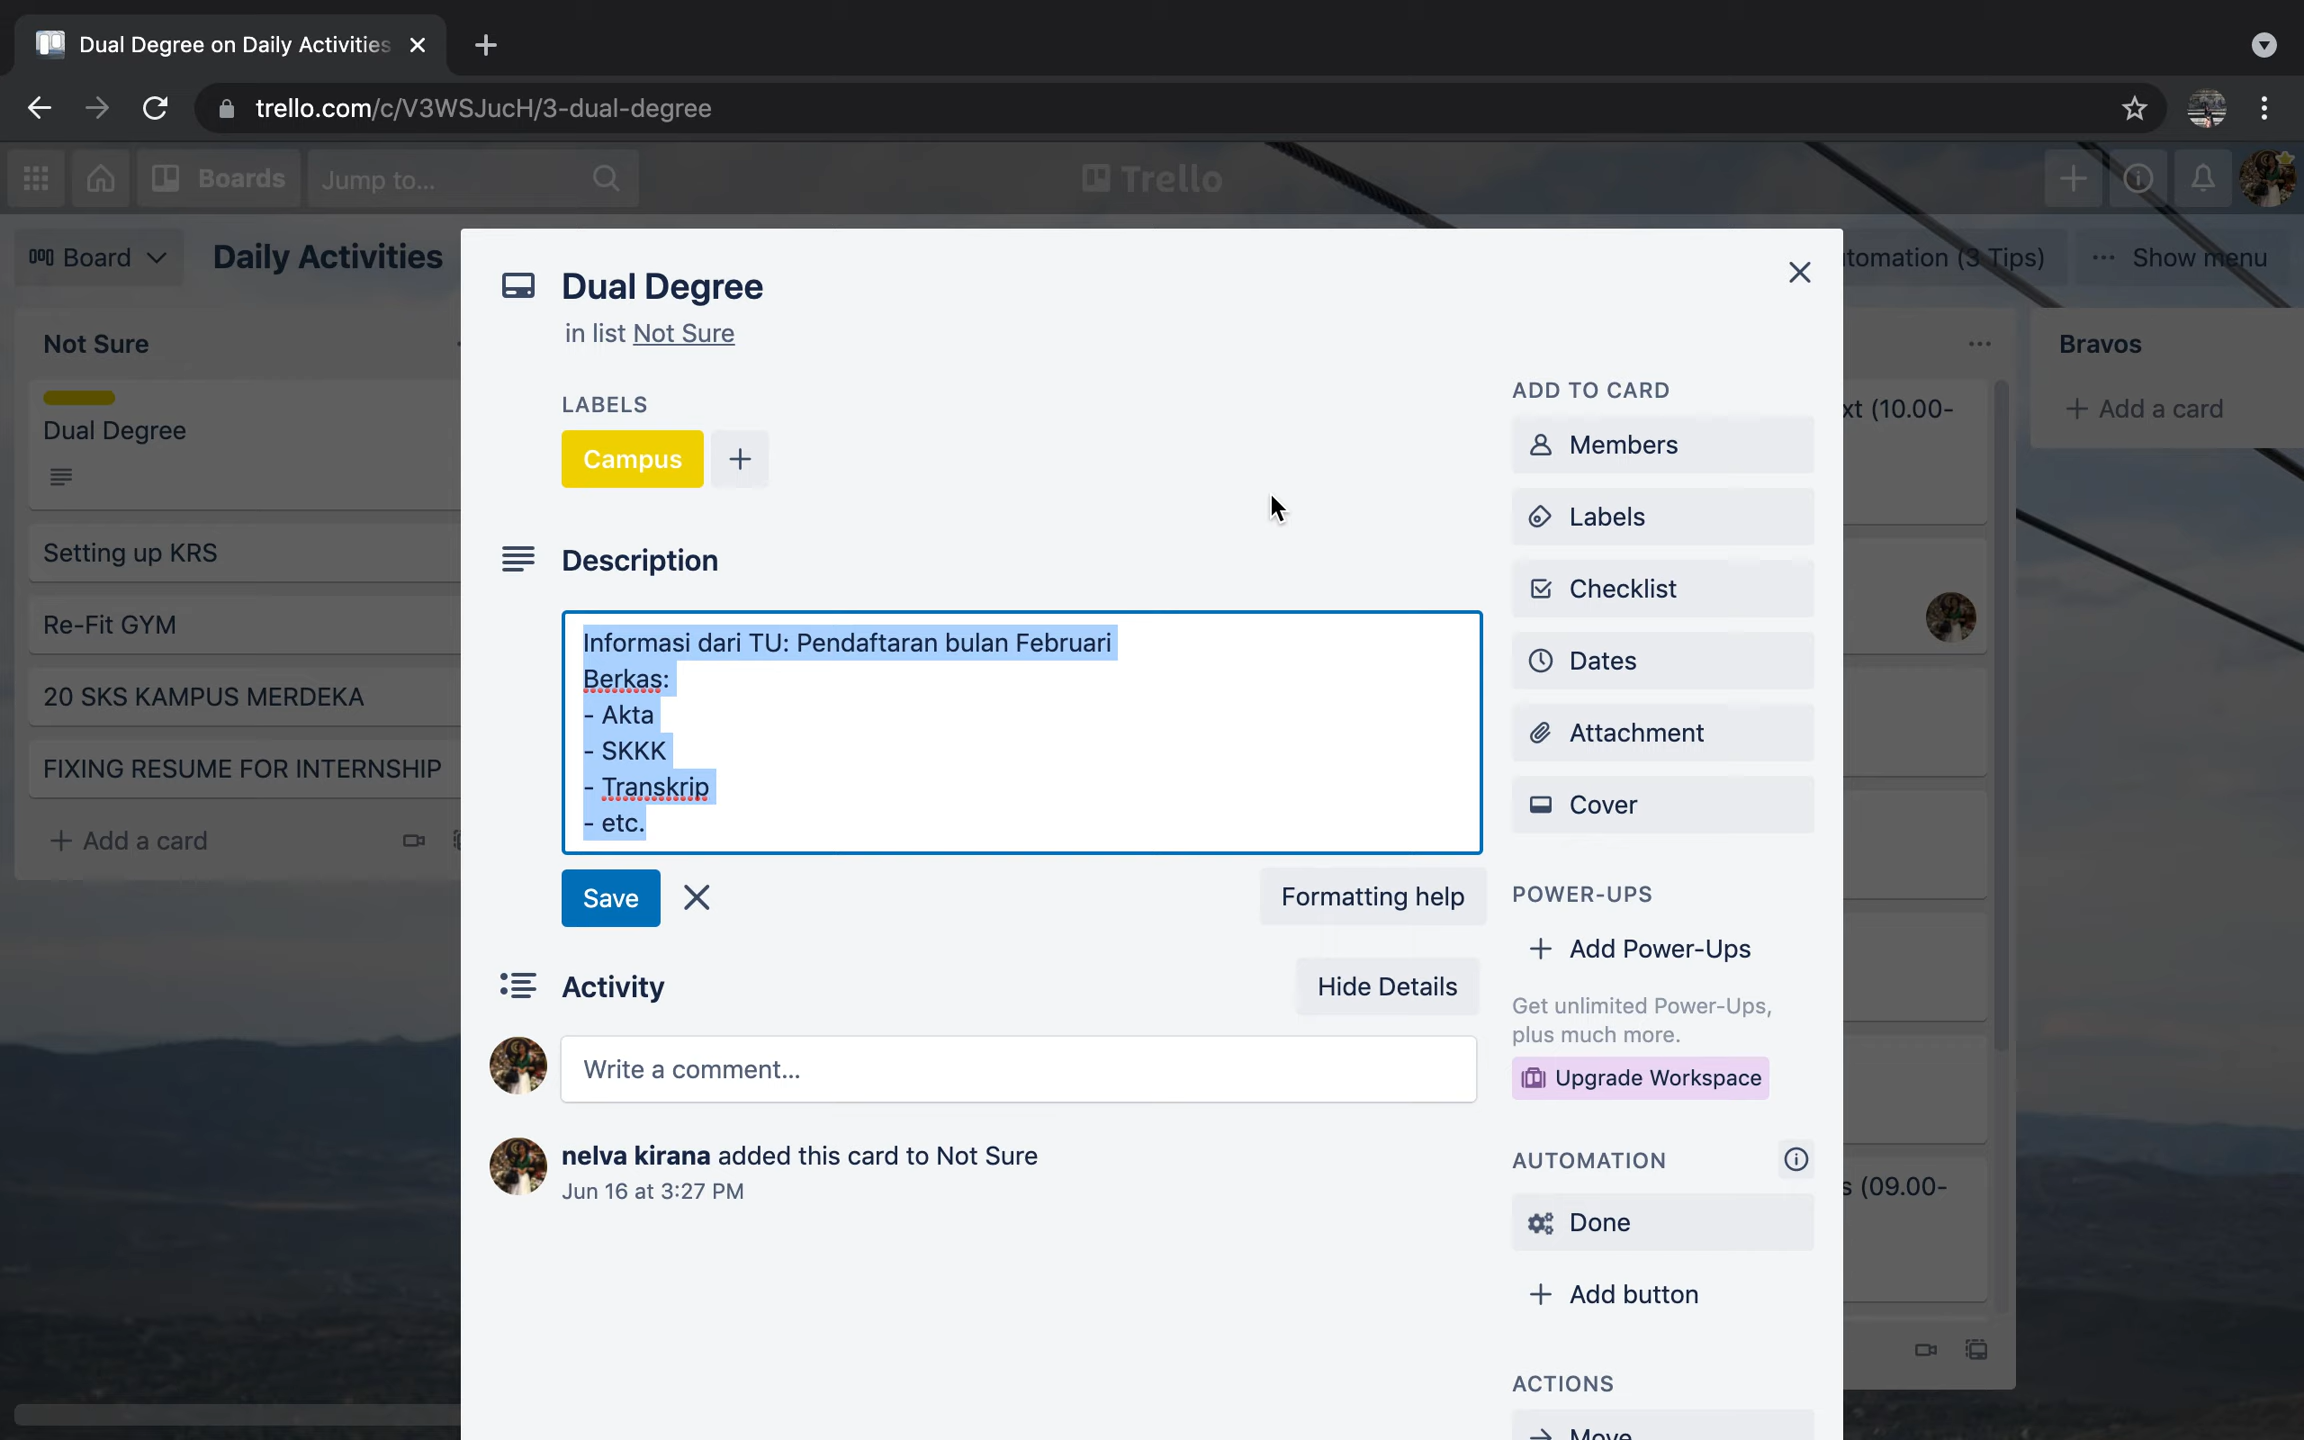 Dual Degree on Daily Activities
trello.com/c/V3WSJucH/3-dual-degree
Boards
Jump to...
Trello
Board
Daily Activities
tomation (3 Tips)
... Show menu
Not Sure
Dual Degree
Setting up KRS
Re-Fit GYM
20 SKS KAMPUS MERDEKA
FIXING RESUME FOR INTERNSHIP
+ Add a card
Dual Degree
in list Not Sure
LABELS
Campus
+
Description
Informasi dari TU: Pendaftaran bulan Februari
Berkas:
- Akta
- SKKK
- Transkrip
- etc.
Save
Formatting help
Activity
Hide Details
Write a comment...
nelva kirana added this card to Not Sure
Jun 16 at 3:27 PM
ADD TO CARD
Members
Labels
Checklist
Dates
Attachment
Cover
POWER-UPS
+ Add Power-Ups
Get unlimited Power-Ups,
plus much more.
Upgrade Workspace
AUTOMATION
Done
+ Add button
ACTIONS
Move
xt (10.00-
s (09.00-
Bravos
+ Add a card